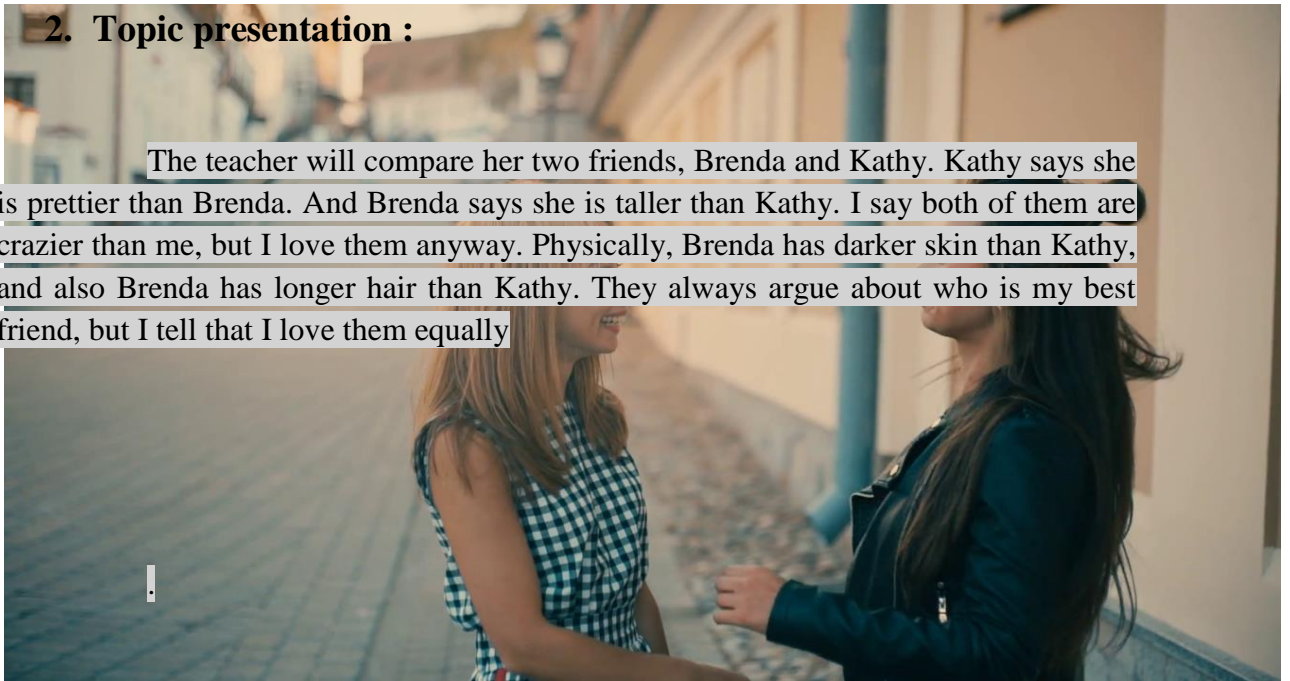 2. Topic presentation :
The teacher will compare her two friends, Brenda and Kathy. Kathy says she
is prettier than Brenda. And Brenda says she is taller than Kathy. I say both of them are
crazier than me, but I love them anyway. Physically, Brenda has darker skin than Kathy,
and also Brenda has longer hair than Kathy. They always argue about who is my best
friend, but I tell that I love them equally
.